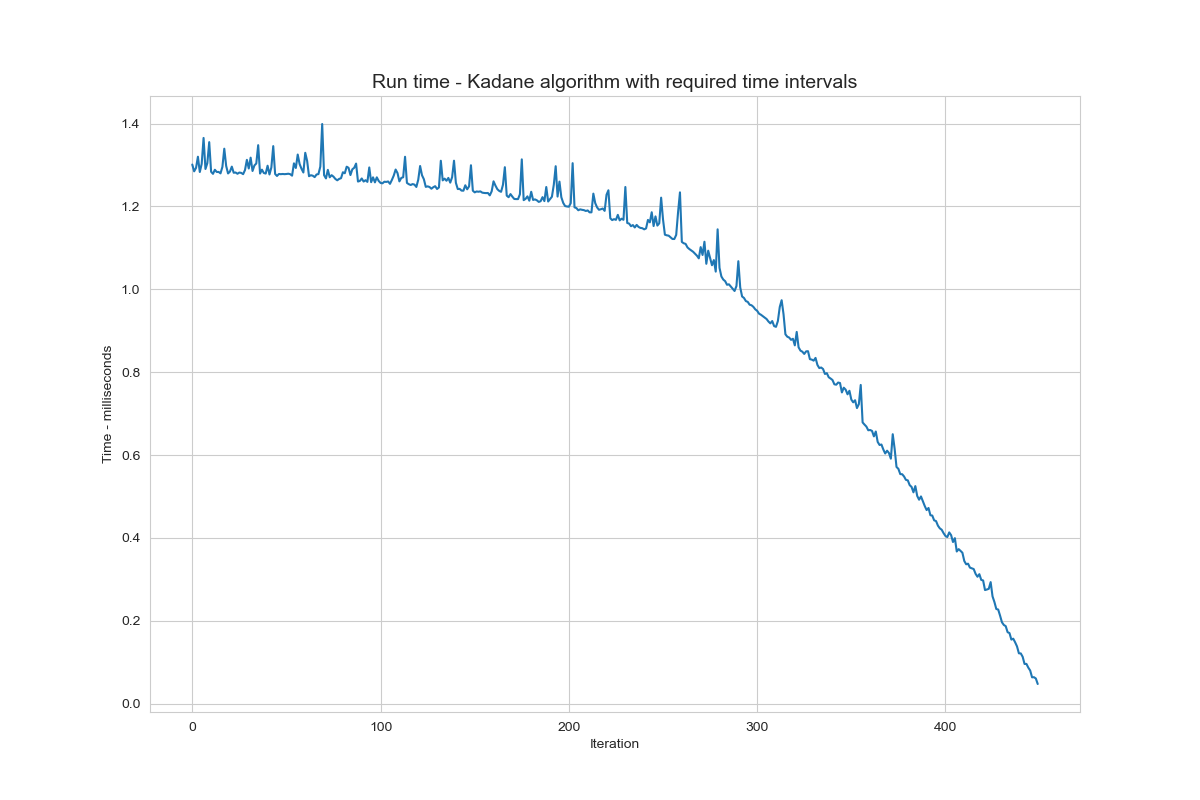 Run time - Kadane algorithm with required time intervals
Time - milliseconds
1.4
1.2
1.0
0.8
0.6
0.4
0.2
0.0
0 100 200 300 400
Iteration